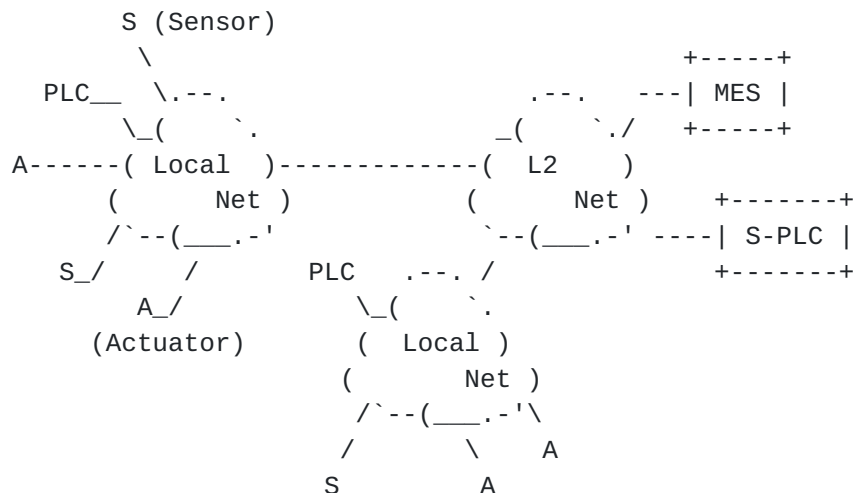 S (Sensor)
PLC
MES
A Local L2
Net Net
S-PLC
S PLC
A
(Actuator) Local
Net
A
S A